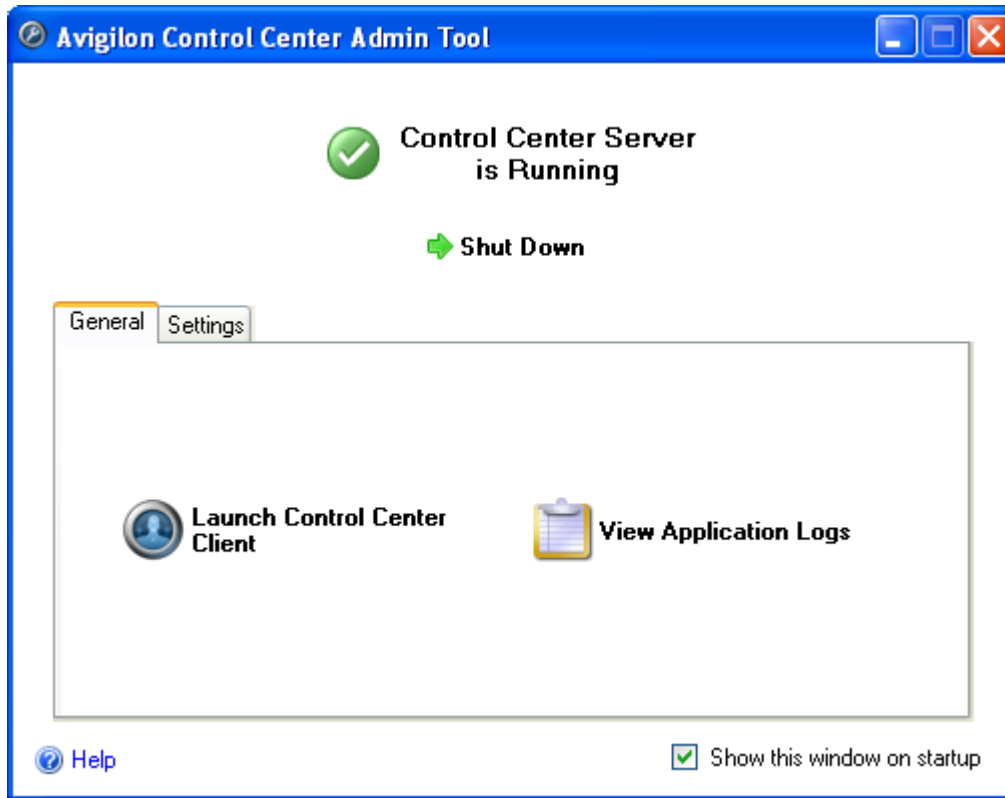 Avigilon Control Center Admin Tool
Control Center Server
is Running
Shut Down
General
Settings
Launch Control Center
Client
View Application Logs
Help
Show this window on startup